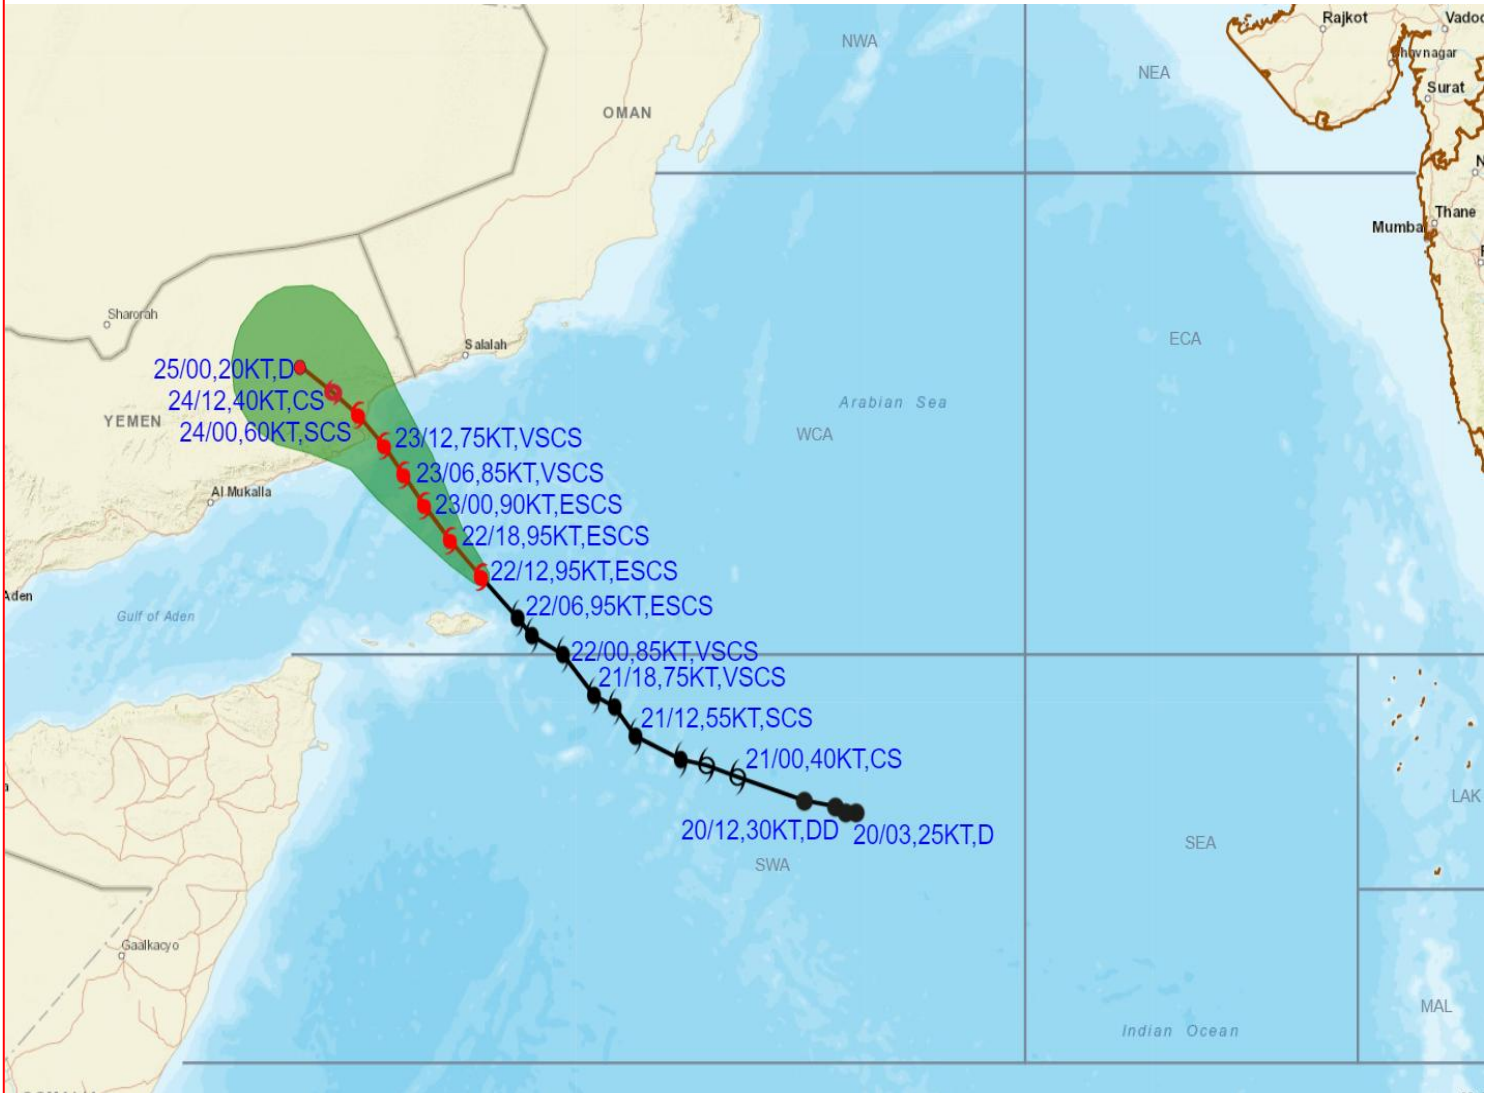 Rajkot
Vadoc
NWA
Bhavnagar
NEA
Surat
OMAN
Thane
Mumba
Sharorah
ECA
Salalah
25/00,20KT,D
24/12,40KT,CS
Arabian Sea
YEMEN
24/00,60KT,SCS
23/12,75KT,VSCS
WCA
23/06,85KT,VSCS
Al Mukalla
23/00,90KT,ESCS
22/18,95KT,ESCS
22/12,95KT,ESCS
Aden
22/06,95KT,ESCS
Gulf of Aden
22/00,85KT,VSCS
21/18,75KT,VSCS
21/12,55KT,SCS
21/00,40KT,CS
LAK
20/12,30KT,DD
20/03,25KT,D
SEA
SWA
Gaalkacyo
MAL
Indian Ocean